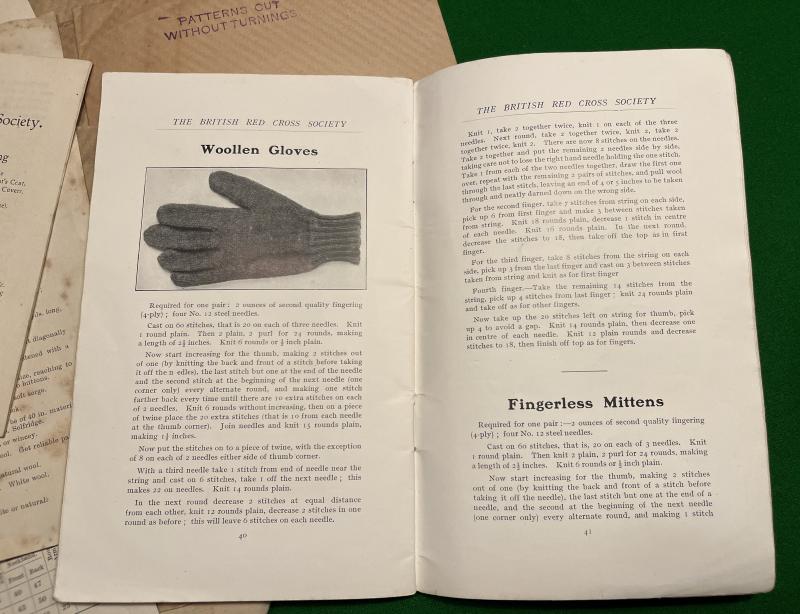 — PATTERNS CUT
WITHOUT TURNINGS
Society.
THE BRITISH RED CROSS SOCIETY
Woollen Gloves
Required for one pair: 2 ounces of second quality fingering
(4-ply) ; four No. 12 steel needles.
Cast on 60 stitches, that is 20 on each of three needles. Knit
1 round plain. Then 2 plain, 2 purl for 24 rounds, making
a length of 2½ inches. Knit 6 rounds or ½ inch plain.
Now start increasing for the thumb, making 2 stitches out
of one (by knitting the back and front of a stitch before taking
it off the n edles), the last stitch but one at the end of the needle
and the second stitch at the beginning of the next needle (one
corner only) every alternate round, and making one stitch
farther back every time until there are 10 extra stitches on each
of 2 needles. Knit 6 rounds without increasing, then on a piece
of twine place the 20 extra stitches (that is 10 from each needle
at the thumb corner). Join needles and knit 15 rounds plain,
making 1½ inches.
Now put the stitches on to a piece of twine, with the exception
of 8 on each of 2 needles either side of thumb corner.
With a third needle take 1 stitch from end of needle near the
string and cast on 6 stitches, take 1 off the next needle ; this
makes 22 on needles. Knit 14 rounds plain.
In the next round decrease 2 stitches at equal distance
from each other, knit 12 rounds plain, decrease 2 stitches in one
round as before ; this will leave 6 stitches on each needle.
40
THE BRITISH RED CROSS SOCIETY
Knit 1, take 2 together twice, knit 1 on each of the three
needles. Next round, take 2 together twice, knit 2, take 2
together twice, knit 2. There are now 8 stitches on the needles.
Take 2 together and put the remaining 2 needles side by side,
taking care not to lose the right hand needle holding the one stitch.
Take 1 from each of the two needles together, draw the first one
over, repeat with the remaining 2 pairs of stitches, and pull wool
through the last stitch, leaving an end of 4 or 5 inches to be taken
through and neatly darned down on the wrong side.
For the second finger, take 7 stitches from string on each side,
pick up 6 from first finger and make 3 between stitches taken
from string. Knit 18 rounds plain, decrease 1 stitch in centre
of each needle. Knit 16 rounds plain. In the next round,
decrease the stitches to 18, then take off the top as in first
finger.
For the third finger, take 8 stitches from the string on each
side, pick up 3 from the last finger and cast on 3 between stitches
taken from string and knit as for first finger
Fourth finger.—Take the remaining 14 stitches from the
string, pick up 4 stitches from last finger ; knit 24 rounds plain
and take off as for other fingers.
Now take up the 20 stitches left on string for thumb, pick
up 4 to avoid a gap. Knit 14 rounds plain, then decrease one
in centre of each needle. Knit 12 plain rounds and decrease
stitches to 18, then finish off top as for fingers.
Fingerless Mittens
Required for one pair :—2 ounces of second quality fingering
(4-ply) ; four No. 12 steel needles.
Cast on 60 stitches, that is, 20 on each of 3 needles. Knit
1 round plain. Then knit 2 plain, 2 purl for 24 rounds, making
a length of 2½ inches. Knit 6 rounds or ½ inch plain.
Now start increasing for the thumb, making 2 stitches
out of one (by knitting the back and front of a stitch before
taking it off the needle), the last stitch but one at the end of a
needle, and the second at the beginning of the next needle
(one corner only) every alternate round, and making 1 stitch
41